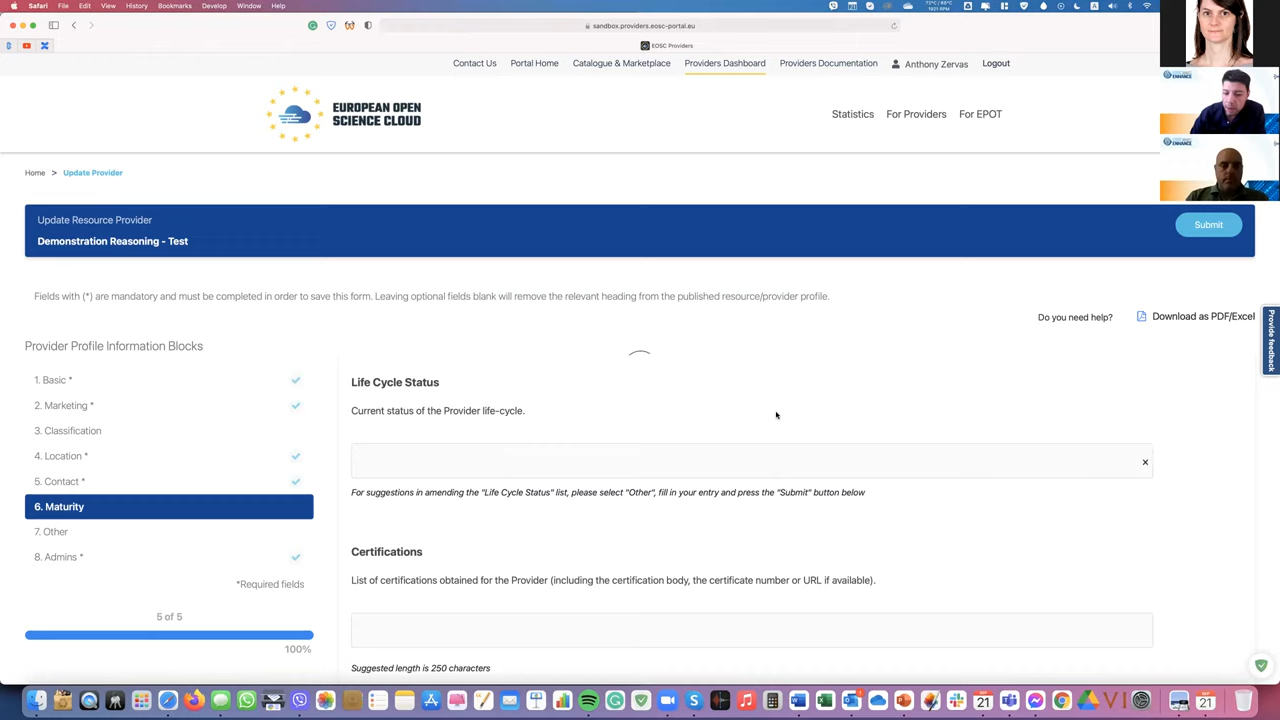 Safari File Edit View History Bookmarks Develop Window Help
sandbox.providers.eosc-portal.eu
EOSC Providers
Contact Us Portal Home Catalogue & Marketplace Providers Dashboard Providers Documentation Anthony Zervas Logout
EUROPEAN OPEN
SCIENCE CLOUD
Statistics For Providers For EPOT
ENHANCE
ENHANCE
Home > Update Provider
Update Resource Provider
Demonstration Reasoning - Test
Submit
Fields with (*) are mandatory and must be completed in order to save this form. Leaving optional fields blank will remove the relevant heading from the published resource/provider profile.
Do you need help? Download as PDF/Excel
Provide feedback
Provider Profile Information Blocks
1. Basic *
2. Marketing *
3. Classification
4. Location *
5. Contact *
6. Maturity
7. Other
8. Admins *
*Required fields
5 of 5
100%
Life Cycle Status
Current status of the Provider life-cycle.
×
For suggestions in amending the "Life Cycle Status" list, please select "Other", fill in your entry and press the "Submit" button below
Certifications
List of certifications obtained for the Provider (including the certification body, the certificate number or URL if available).
Suggested length is 250 characters